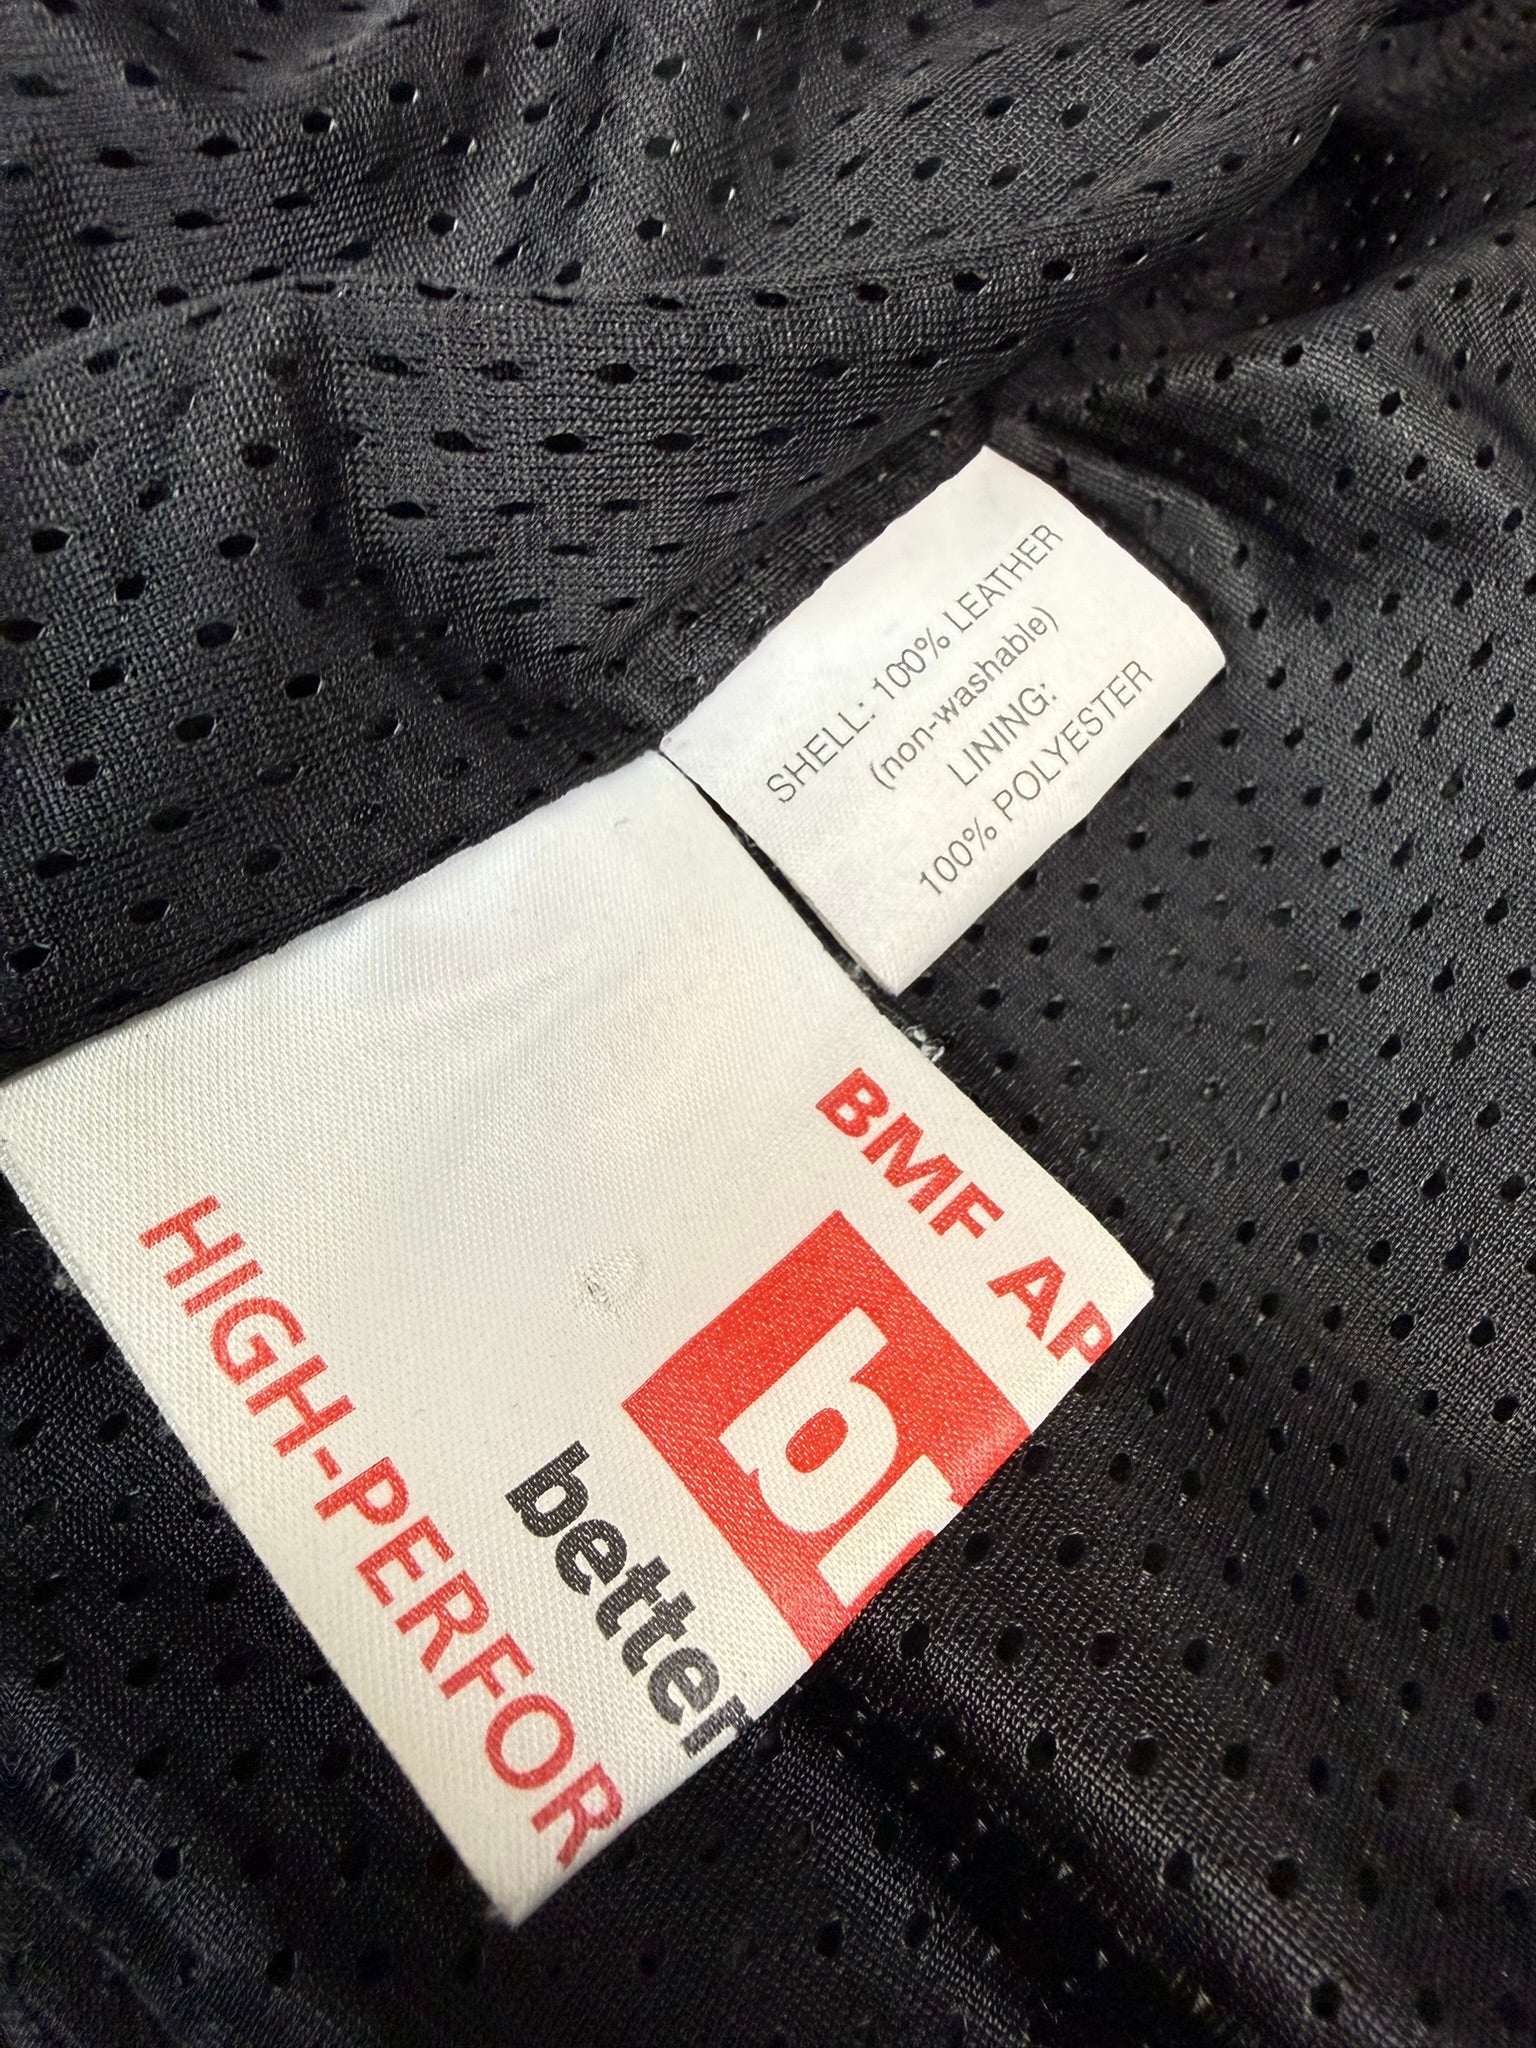 SHELL: 100% LEATHER
(non-washable)
LINING:
100% POLYESTER
BMF AP
b
better
HIGH-PERFOR